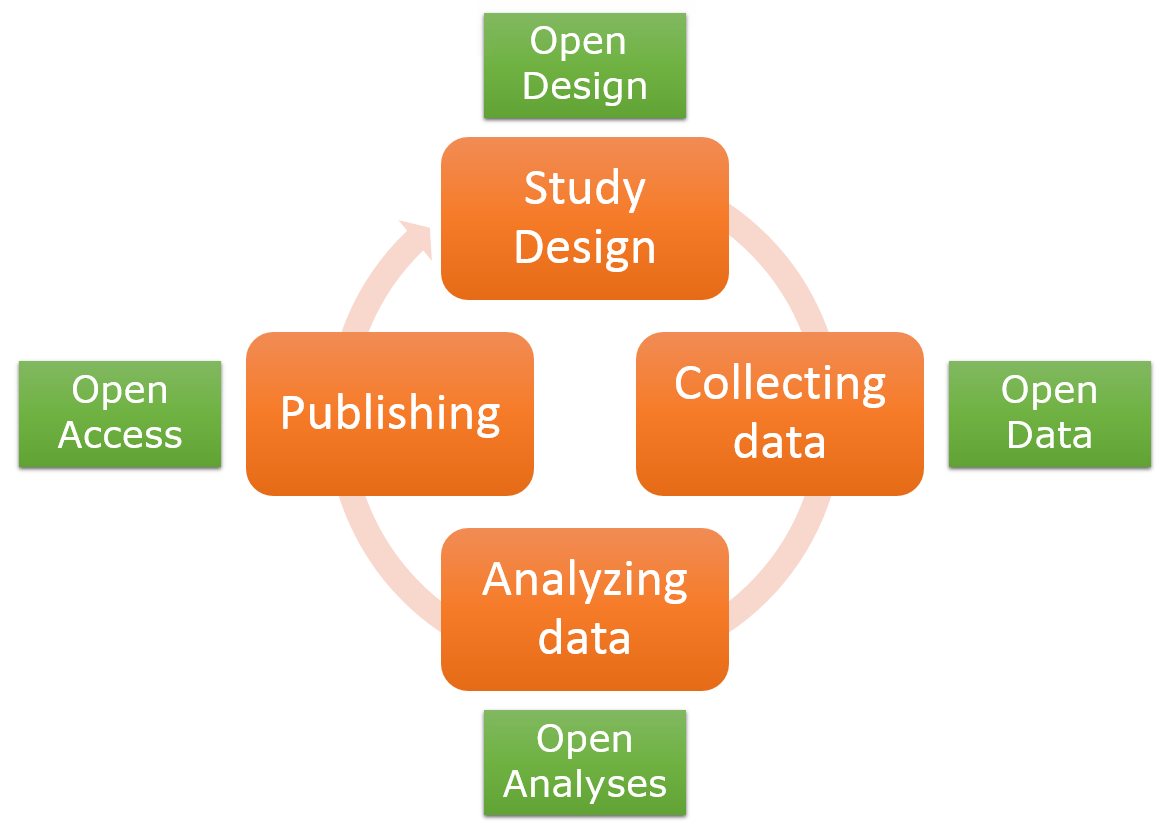 Open
Design
Study
Design
Publishing
Collecting
data
Open
Access
Open
Data
Analyzing
data
Open
Analyses